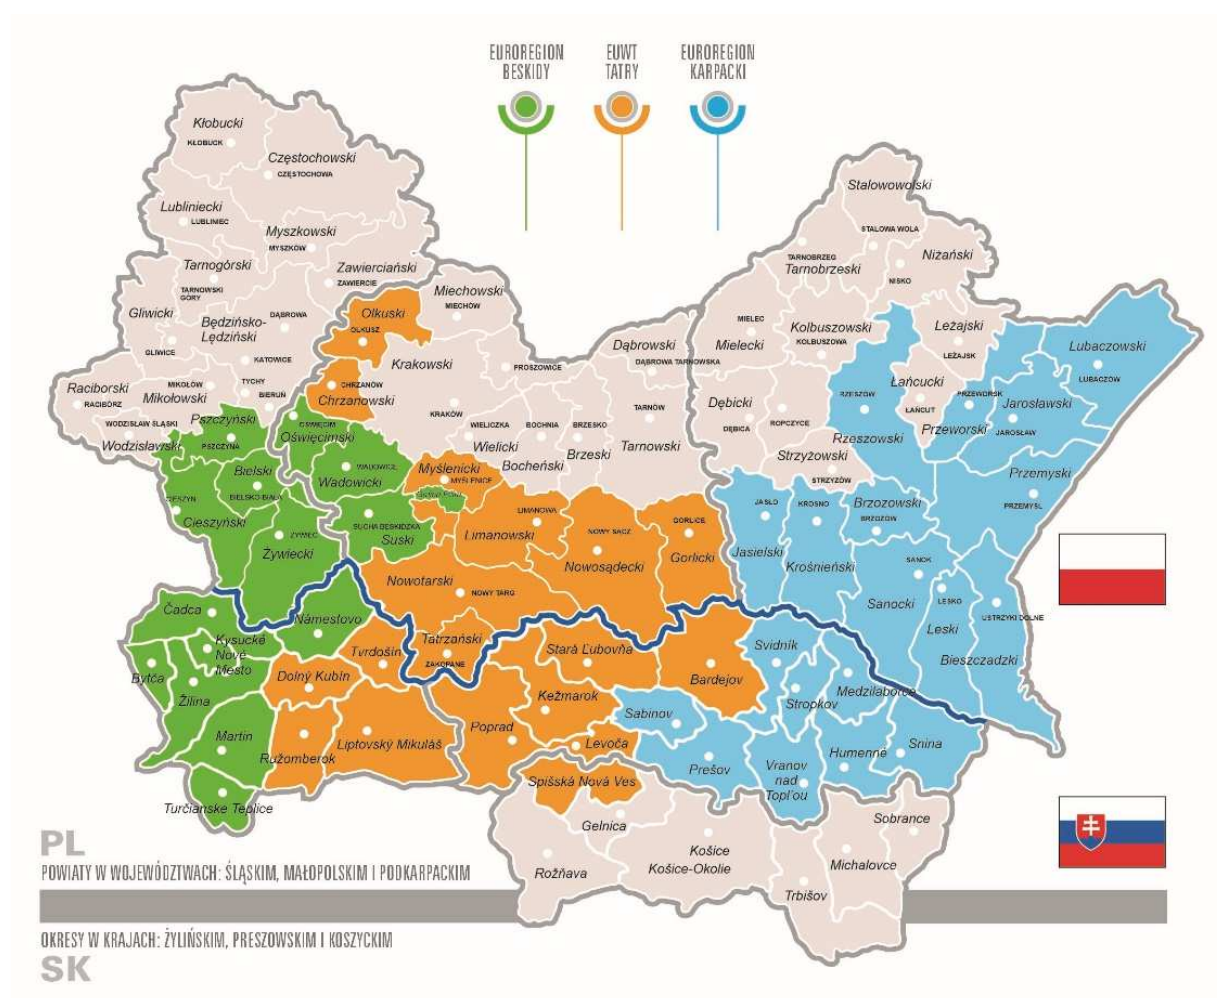 EUROREGION
BESKIDY
EUWT
TATRY
EUROREGION
KARPACKI
Kłobucki
KŁOBUCK
Częstochowski
CZĘSTOCHOWA
Lubliniecki
LUBLINIEC
Myszkowski
MYSZKÓW
Tarnogórski
TARNOWSKI
GÓRY
Zawierciański
ZAWIERCIE
Gliwicki
GLIWICE
Będzińsko-
Lędziński
DĄBROWA
KATOWICE
TYCHY
BIERUŃ
Raciborski
RACIBÓRZ
MIKOŁÓW
Mikołowski
WODZISŁAW ŚLĄSKI
Wodzisławski
Pszczyński
PSZCZYNA
Bielski
BIELSKO-BIAŁA
CIESZYN
Cieszyński
ŻYWIEC
Żywiecki
Olkuski
OLKUSZ
Miechowski
MIECHÓW
Krakowski
KRAKÓW
PROSZOWICE
CHRZANÓW
Chrzanowski
OŚWIĘCIM
Oświęcimski
WADOWICE
Wadowicki
WIELICZKA
Wielicki
BOCHNIA
Bocheński
BRZESKO
Brzeski
Dąbrowski
DĄBROWA TARNOWSKA
TARNÓW
Tarnowski
Myślenicki
MYŚLENICE
SUCHA BESKIDZKA
Suski
LIMANOWA
Limanowski
NOWY SĄCZ
Nowosądecki
GORLICE
Gorlicki
Nowotarski
NOWY TARG
Tatrzański
ZAKOPANE
Stalowowolski
STALOWA WOLA
TARNOBRZEG
Tarnobrzeski
Niżański
NISKO
MIELEC
Mielecki
Kolbuszowski
KOLBUSZOWA
Leżajski
LEŻAJSK
Łańcucki
ŁAŃCUT
Dębicki
DĘBICA
ROPCZYCE
RZESZÓW
Rzeszowski
Strzyżowski
STRZYŻÓW
PRZEWORSK
Przeworski
Lubaczowski
LUBACZÓW
Jarosławski
JAROSŁAW
Przemyski
PRZEMYŚL
JASŁO
Jasielski
KROSNO
Krośnieński
Brzozowski
BRZOZÓW
SANOK
Sanocki
LESKO
Leski
USTRZYKI DOLNE
Bieszczadzki
Čadca
Kysucké
Nové
Mesto
Námestovo
Bytča
Žilina
Martin
Turčianske Teplice
Tvrdošín
Dolný Kubín
Ružomberok
Liptovský Mikuláš
Stará Ľubovňa
Kežmarok
Poprad
Levoča
Bardejov
Spišská Nová Ves
Svidník
Stropkov
Medzilaborce
Sabinov
Prešov
Vranov
nad
Topľou
Humenné
Snina
Gelnica
Rožňava
Košice
Košice-Okolie
Trbišov
Michalovce
Sobrance
PL
POWIATY W WOJEWÓDZTWACH: ŚLĄSKIM, MAŁOPOLSKIM I PODKARPACKIM
OKRESY W KRAJACH: ŻYLIŃSKIM, PRESZOWSKIM I KOSZYCKIM
SK